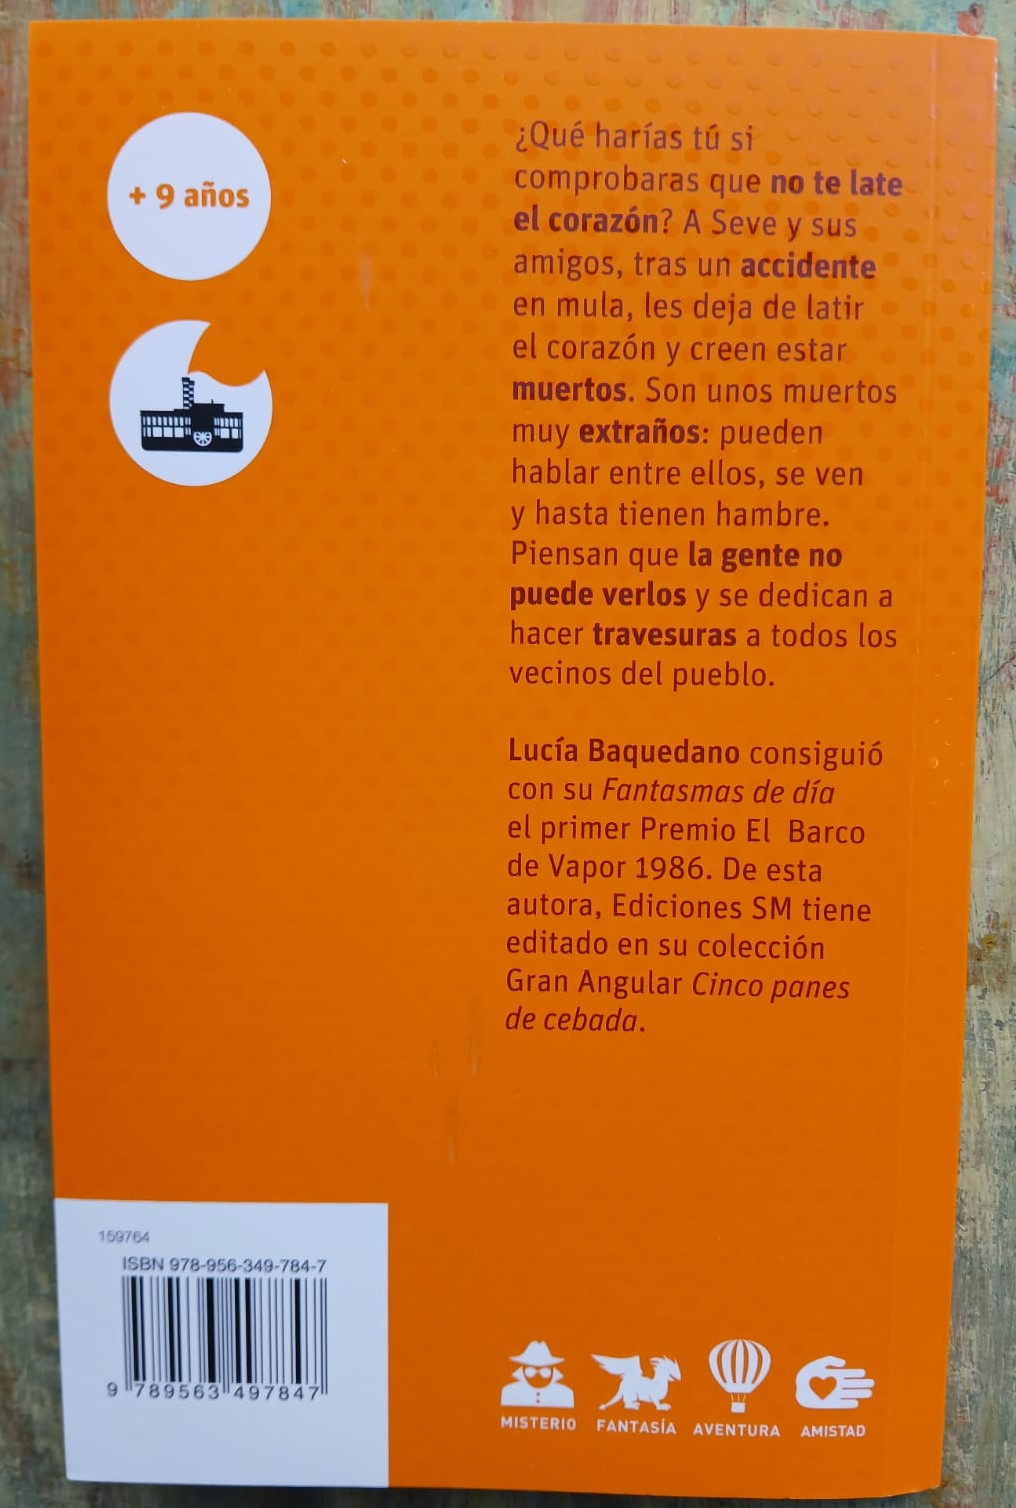 + 9 años
¿Qué harías tú si
comprobaras que no te late
el corazón? A Seve y sus
amigos, tras un accidente
en mula, les deja de latir
el corazón y creen estar
muertos. Son unos muertos
muy extraños: pueden
hablar entre ellos, se ven
y hasta tienen hambre.
Piensan que la gente no
puede verlos y se dedican a
hacer travesuras a todos los
vecinos del pueblo.
Lucía Baquedano consiguió
con su Fantasmas de día
el primer Premio El Barco
de Vapor 1986. De esta
autora, Ediciones SM tiene
editado en su colección
Gran Angular Cinco panes
de cebada.
159764
ISBN 978-956-349-784-7
9 789563 497847
MISTERIO FANTASÍA AVENTURA AMISTAD